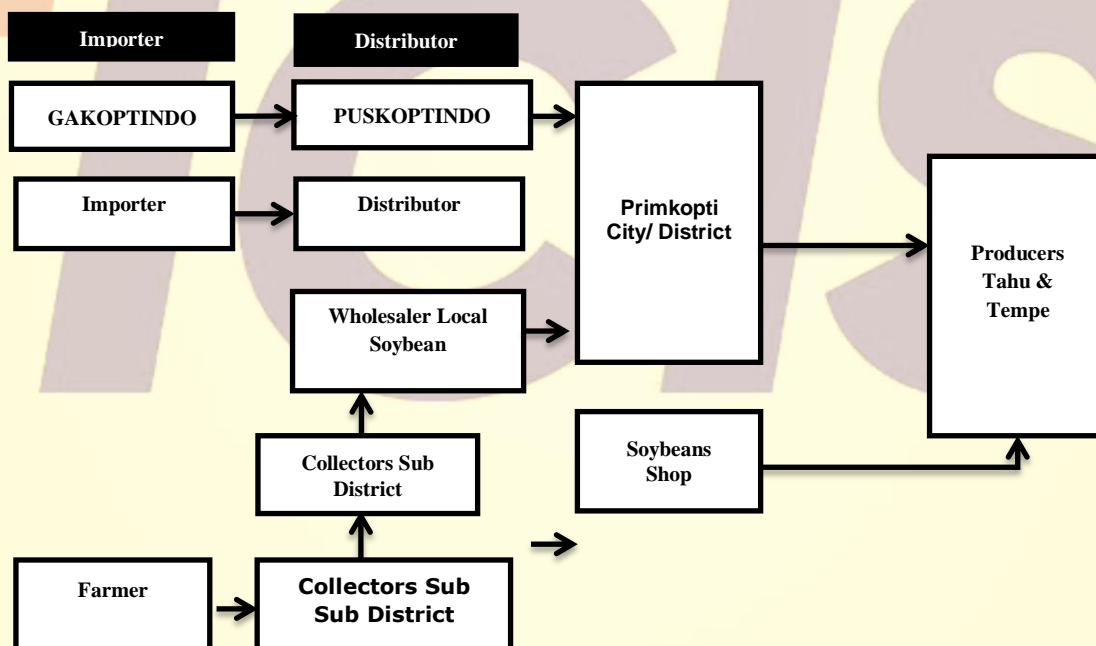 Importer
Distributor
GAKOPTINDO
PUSKOPTINDO
Importer
Distributor
Primkopti
City/ District
Producers
Tahu &
Tempe
Wholesaler Local
Soybean
Collectors Sub
District
Soybeans
Shop
Farmer
Collectors Sub
Sub District